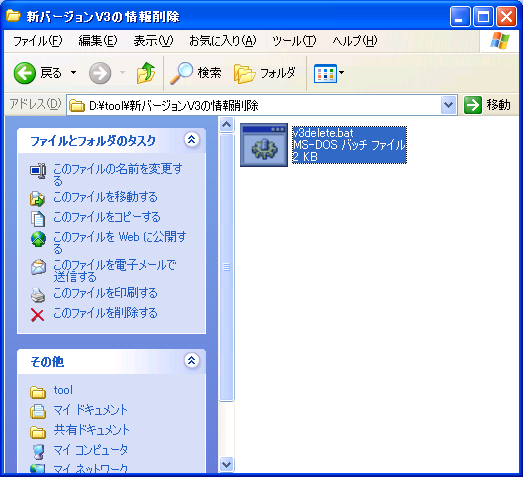 新バージョンV3の情報削除
ファイル(F) 編集(E) 表示(V) お気に入り(A) ツール(T) ヘルプ(H)
戻る 検索 フォルダ
アドレス(D) D:¥tool¥新バージョンV3の情報削除 移動
ファイルとフォルダのタスク
このファイルの名前を変更す
る
このファイルを移動する
このファイルをコピーする
このファイルを Web に公開す
る
このファイルを電子メールで
送信する
このファイルを印刷する
このファイルを削除する
その他
tool
マイ ドキュメント
共有ドキュメント
マイ コンピュータ
マイ ネットワーク
v3delete.bat
MS-DOS バッチ ファイル
2 KB